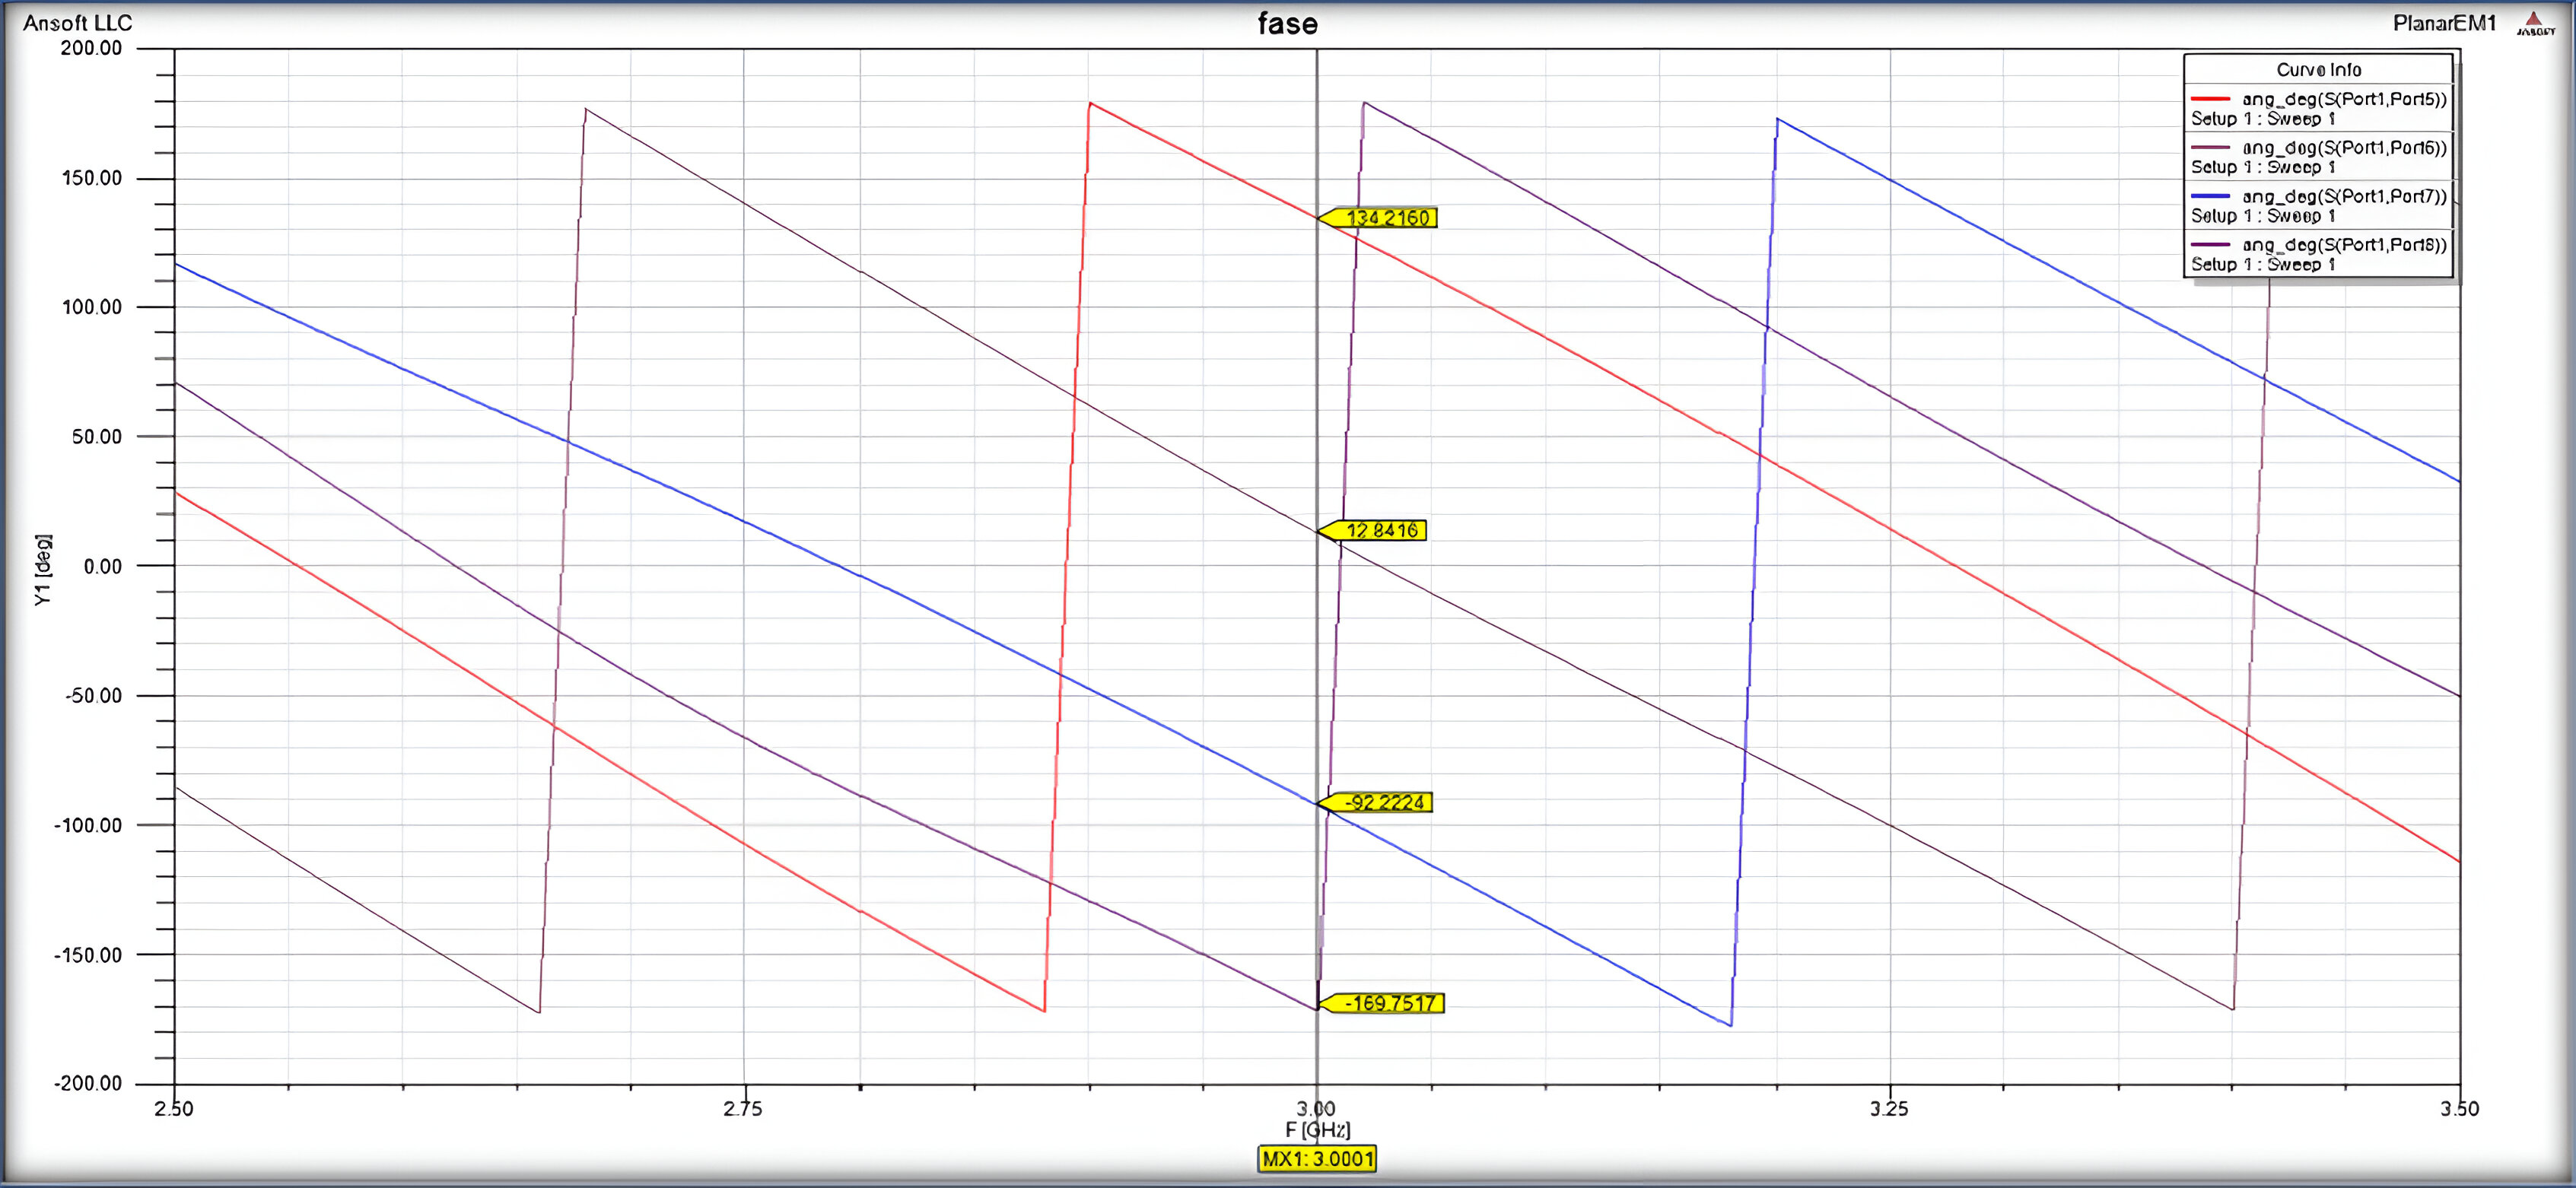 Ansoft LLC
fase
PlanarEM1
200.00
150.00
100.00
50.00
0.00
-50.00
-100.00
-150.00
-200.00
Y1 [deg]
Curve Info
ang_deg(S(Port1,Port5))
Setup 1 : Sweep 1
ang_deg(S(Port1,Port6))
Setup 1 : Sweep 1
ang_deg(S(Port1,Port7))
Setup 1 : Sweep 1
ang_deg(S(Port1,Port8))
Setup 1 : Sweep 1
134.2160
12.8416
-92.2224
-169.7517
2.50
2.75
3.00
3.25
3.50
F [GHz]
MX1: 3.0001